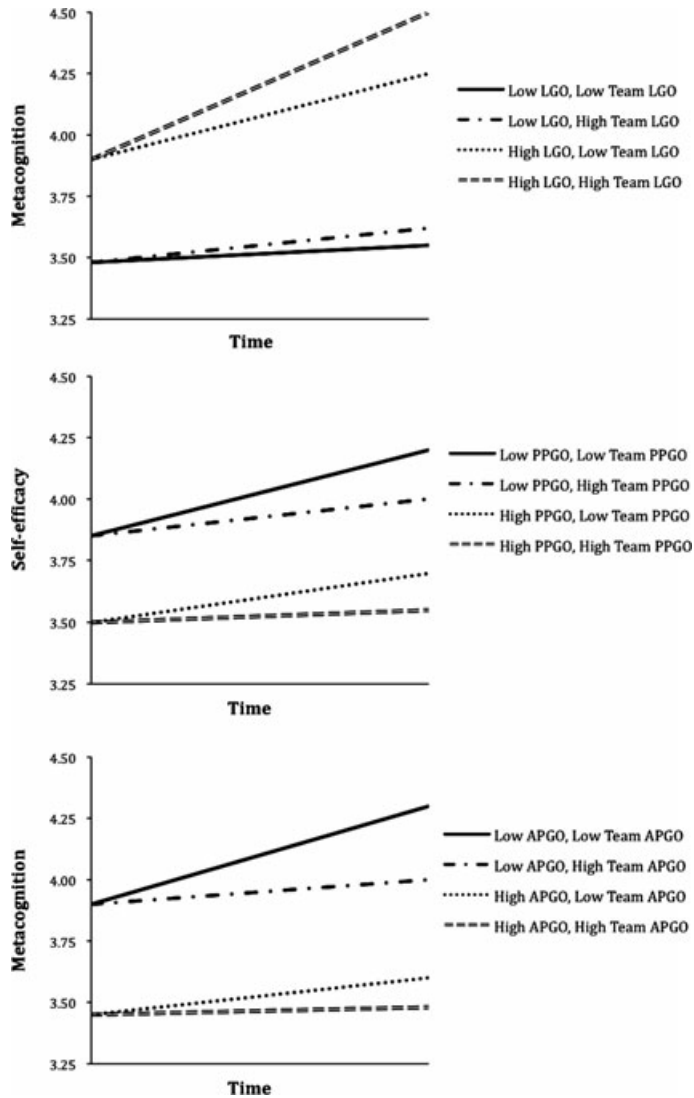 4.50
4.25
4.00
3.75
3.50
3.25
Metacognition
Time
Low LGO, Low Team LGO
Low LGO, High Team LGO
High LGO, Low Team LGO
High LGO, High Team LGO
4.50
4.25
4.00
3.75
3.50
3.25
Self-efficacy
Time
Low PPGO, Low Team PPGO
Low PPGO, High Team PPGO
High PPGO, Low Team PPGO
High PPGO, High Team PPGO
4.50
4.25
4.00
3.75
3.50
3.25
Metacognition
Time
Low APGO, Low Team APGO
Low APGO, High Team APGO
High APGO, Low Team APGO
High APGO, High Team APGO